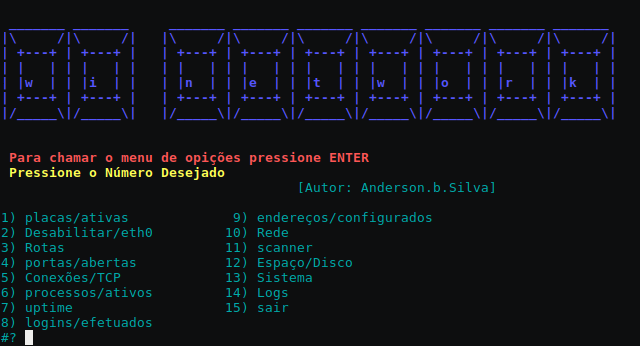 wi network
Para chamar o menu de opições pressione ENTER
Pressione o Número Desejado
[Autor: Anderson.b.Silva]
1) placas/ativas 9) endereços/configurados
2) Desabilitar/eth0 10) Rede
3) Rotas 11) scanner
4) portas/abertas 12) Espaço/Disco
5) Conexões/TCP 13) Sistema
6) processos/ativos 14) Logs
7) uptime 15) sair
8) logins/efetuados
#?